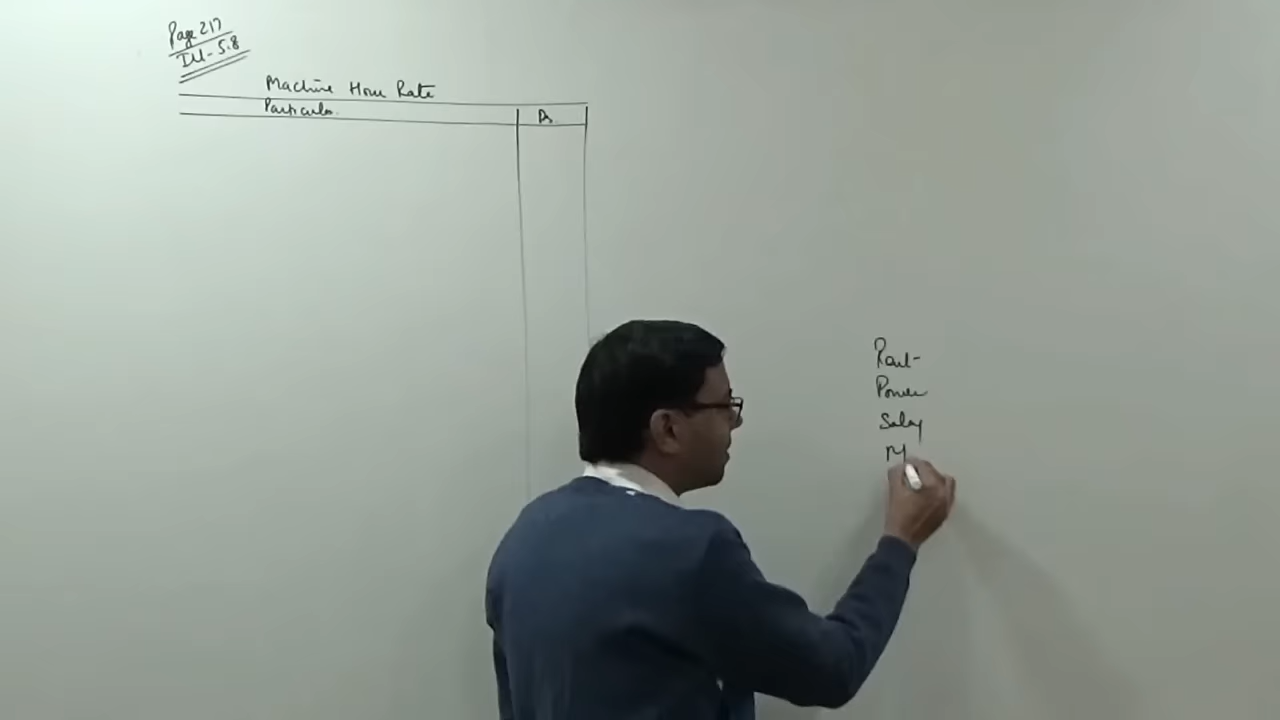 Page 217
Ill-5.8
Machine Hour Rate
Particulars
Rs.
Rent-
Power
Salary
M